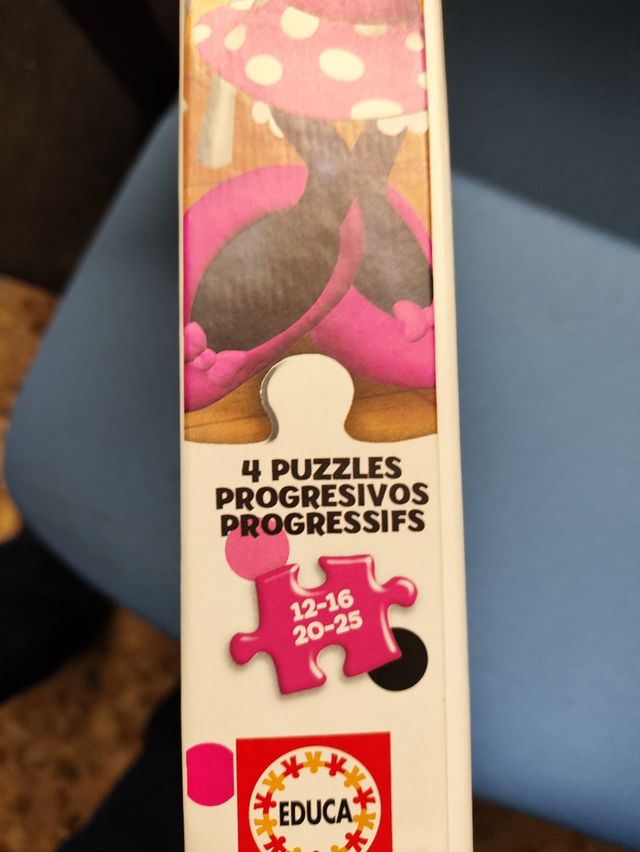 4 PUZZLES
PROGRESIVOS
PROGRESSIFS
12-16
20-25
EDUCA